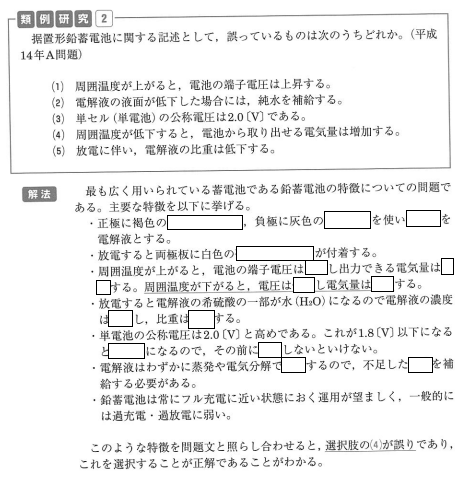 類例研究 2
据置形鉛蓄電池に関する記述として，誤っているものは次のうちどれか。（平成
14年A問題）
(1) 周囲温度が上がると，電池の端子電圧は上昇する。
(2) 電解液の液面が低下した場合には，純水を補給する。
(3) 単セル（単電池）の公称電圧は2.0〔V〕である。
(4) 周囲温度が低下すると，電池から取り出せる電気量は増加する。
(5) 放電に伴い，電解液の比重は低下する。
解法
最も広く用いられている蓄電池である鉛蓄電池の特徴についての問題で
ある。主要な特徴を以下に挙げる。
・正極に褐色の，負極に灰色のを使いを
電解液とする。
・放電すると両極板に白色のが付着する。
・周囲温度が上がると，電池の端子電圧はし出力できる電気量は
する。周囲温度が下がると，電圧はし電気量はする。
・放電すると電解液の希硫酸の一部が水（H₂O）になるので電解液の濃度
はし，比重はする。
・単電池の公称電圧は2.0〔V〕と高めである。これが1.8〔V〕以下になる
とになるので，その前にしないといけない。
・電解液はわずかに蒸発や電気分解でするので，不足したを補
給する必要がある。
・鉛蓄電池は常にフル充電に近い状態におく運用が望ましく，一般的に
は過充電・過放電に弱い。
このような特徴を問題文と照らし合わせると，選択肢の④が誤りであり，
これを選択することが正解であることがわかる。